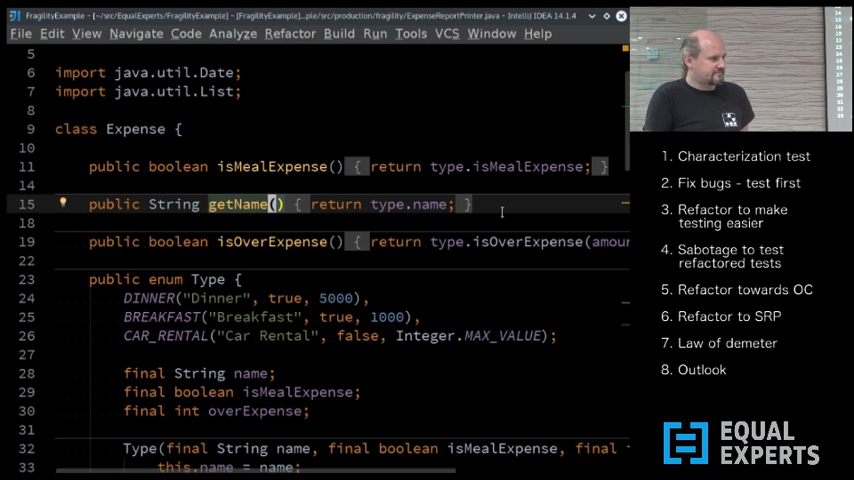 FragilityExample - [~/src/EqualExperts/FragilityExample] - [FragilityExample]...ple/src/production/fragility/ExpenseReportPrinter.java - IntelliJ IDEA 14.1.4
File Edit View Navigate Code Analyze Refactor Build Run Tools VCS Window Help
5
6 import java.util.Date;
7 import java.util.List;
8
9 class Expense {
10
11 public boolean isMealExpense() { return type.isMealExpense; }
14
15 public String getName() { return type.name; }
18
19 public boolean isOverExpense() { return type.isOverExpense(amou
22
23 public enum Type {
24 DINNER("Dinner", true, 5000),
25 BREAKFAST("Breakfast", true, 1000),
26 CAR_RENTAL("Car Rental", false, Integer.MAX_VALUE);
27
28 final String name;
29 final boolean isMealExpense;
30 final int overExpense;
31
32 Type(final String name, final boolean isMealExpense, final i
33 this.name = name;
1. Characterization test
2. Fix bugs - test first
3. Refactor to make
testing easier
4. Sabotage to test
refactored tests
5. Refactor towards OC
6. Refactor to SRP
7. Law of demeter
8. Outlook
EQUAL
EXPERTS